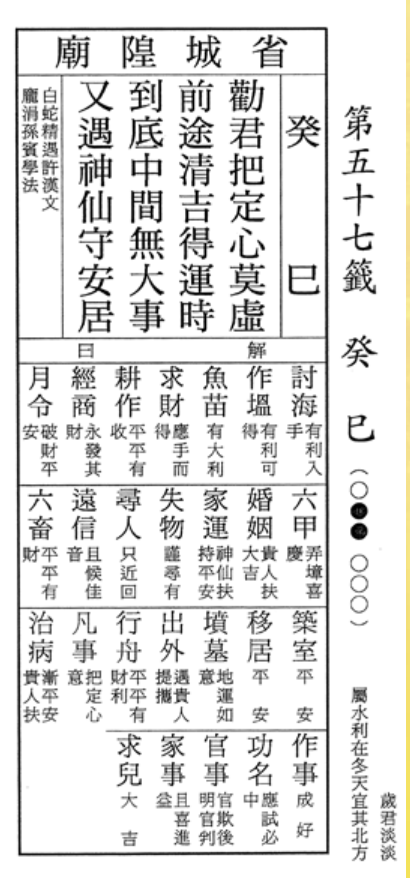 第五十七籤 癸巳（○●● ○○○）
歲君淡淡
屬水利在冬天宜其北方
省城隍廟
癸巳
勸君把定心莫虛
前途清吉得運時
到底中間無大事
又遇神仙守安居
白蛇精遇許漢文
龐涓孫賓學法
解曰
討海 有利入手
作塭 有利可得
魚苗 有大利
求財 應手而得
耕作 平平有收
經商 永發其財
月令 破財平安
六甲 弄璋喜慶
婚姻 貴人扶大吉
家運 神仙扶持平安
失物 謹尋有
尋人 只近回
遠信 且候佳音
六畜 平平有財
築室 平安
移居 平安
墳墓 地運如意
出外 遇貴人提攜
行舟 平平有財利
凡事 把定心意
治病 漸平安貴人扶
作事 成好
功名 應試必中
官事 官欺後明官判
家事 且喜進益
求兒 大吉